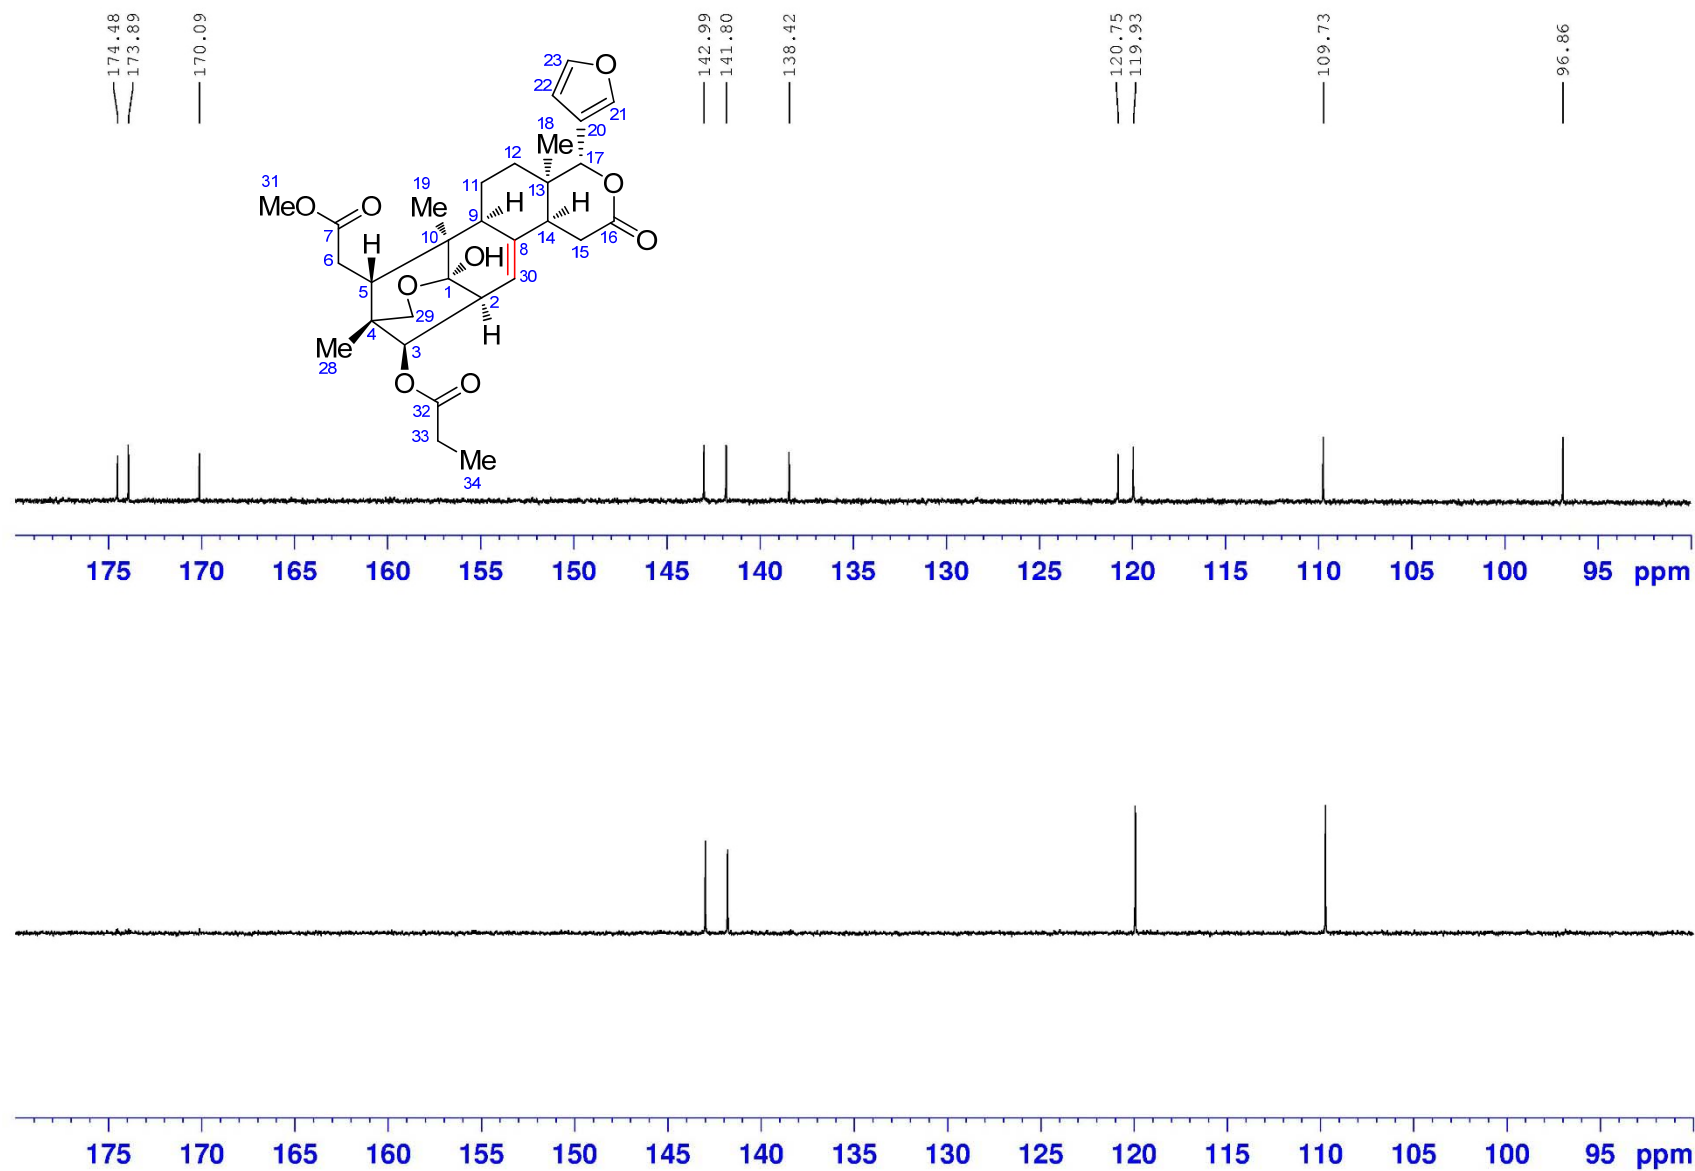 174.48 173.89 170.09 142.99 141.80 138.42 120.75 119.93 109.73 96.86
23 O
22 21
18 20
Me
12 17
31 19 11 13 O
MeO O Me 9 H H
7 10 14 16 O
H OH 8 15
6 O 30
5 1 2
29
4 H
Me 3
28
O O
32
33
Me
34
175 170 165 160 155 150 145 140 135 130 125 120 115 110 105 100 95 ppm
175 170 165 160 155 150 145 140 135 130 125 120 115 110 105 100 95 ppm